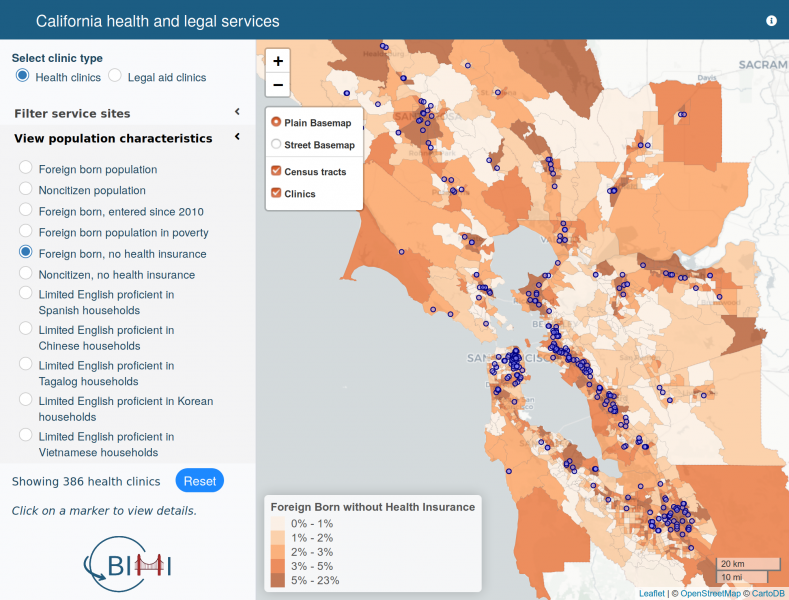 California health and legal services
Select clinic type
Health clinics
Legal aid clinics
Filter service sites
View population characteristics
Foreign born population
Noncitizen population
Foreign born, entered since 2010
Foreign born population in poverty
Foreign born, no health insurance
Noncitizen, no health insurance
Limited English proficient in
Spanish households
Limited English proficient in
Chinese households
Limited English proficient in
Tagalog households
Limited English proficient in Korean
households
Limited English proficient in
Vietnamese households
Showing 386 health clinics
Reset
Click on a marker to view details.
BIHI
+
−
Plain Basemap
Street Basemap
Census tracts
Clinics
Davis
SACRAM
Foreign Born without Health Insurance
0% - 1%
1% - 2%
2% - 3%
3% - 5%
5% - 23%
20 km
10 mi
Leaflet | © OpenStreetMap © CartoDB